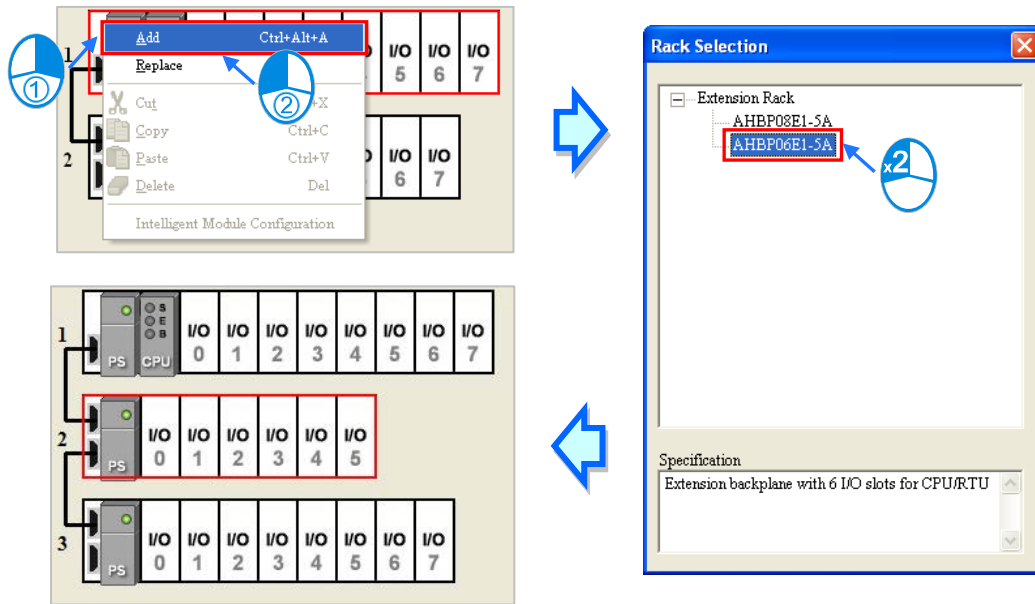 1
Add Ctrl+Alt+A
Replace
Cut +X
Copy Ctrl+C
Paste Ctrl+V
Delete Del
Intelligent Module Configuration
I/O I/O I/O
5 6 7
2
I/O I/O
6 7
①
②
Rack Selection
Extension Rack
AHBP08E1-5A
AHBP06E1-5A
x2
Specification
Extension backplane with 6 I/O slots for CPU/RTU
1
S
E
B
PS CPU
I/O I/O I/O I/O I/O I/O I/O I/O
0 1 2 3 4 5 6 7
2
PS
I/O I/O I/O I/O I/O I/O
0 1 2 3 4 5
3
PS
I/O I/O I/O I/O I/O I/O I/O I/O
0 1 2 3 4 5 6 7